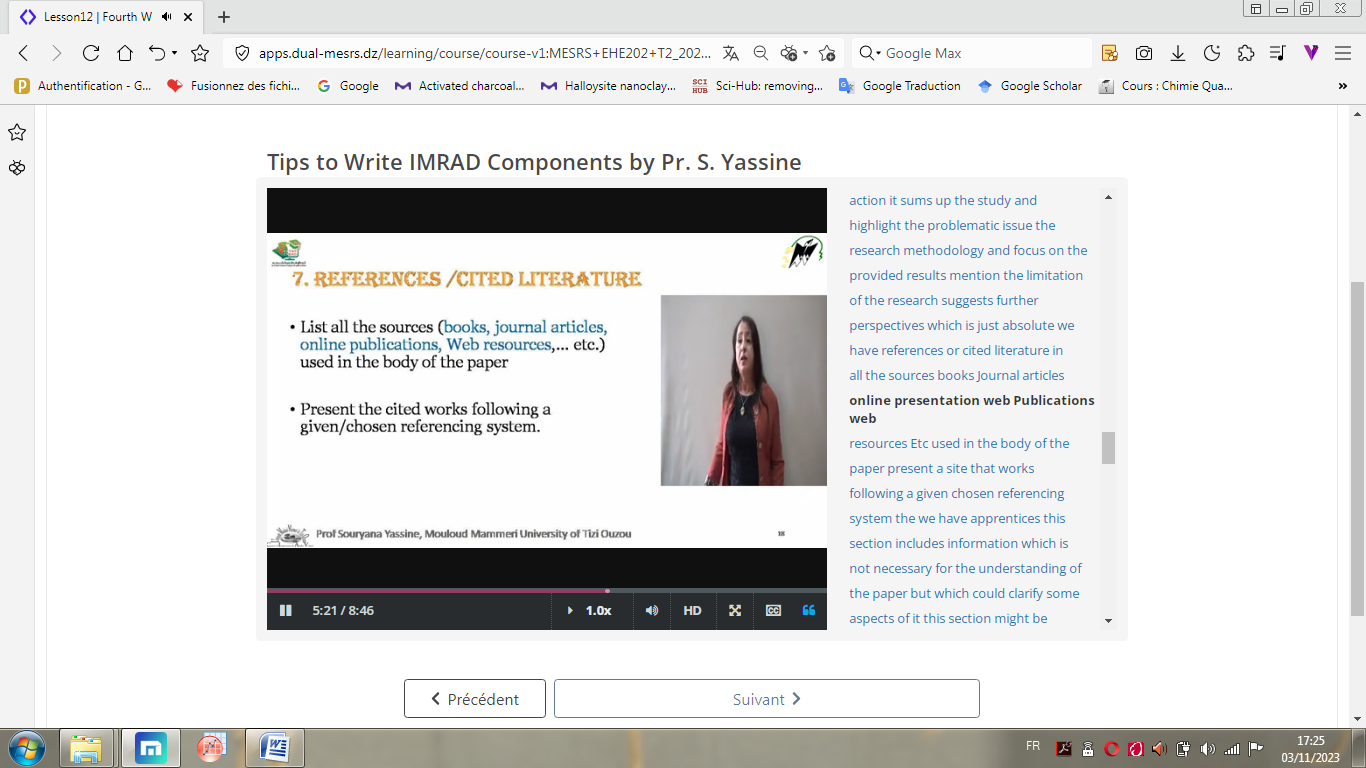 Lesson12 | Fourth W
apps.dual-mesrs.dz/learning/course/course-v1:MESRS+EHE202+T2_202...
Google Max
Authentification - G...
Fusionnez des fichi...
Google
Activated charcoal...
Halloysite nanoclay...
SCI
HUB
Sci-Hub: removing...
Google Traduction
Google Scholar
Cours : Chimie Qua...
Tips to Write IMRAD Components by Pr. S. Yassine
7. REFERENCES /CITED LITERATURE
• List all the sources (books, journal articles,
online publications, Web resources,... etc.)
used in the body of the paper
• Present the cited works following a
given/chosen referencing system.
Prof Souryana Yassine, Mouloud Mammeri University of Tizi Ouzou
5:21 / 8:46
1.0x
HD
CC
action it sums up the study and
highlight the problematic issue the
research methodology and focus on the
provided results mention the limitation
of the research suggests further
perspectives which is just absolute we
have references or cited literature in
all the sources books Journal articles
online presentation web Publications
web
resources Etc used in the body of the
paper present a site that works
following a given chosen referencing
system the we have apprentices this
section includes information which is
not necessary for the understanding of
the paper but which could clarify some
aspects of it this section might be
Précédent
Suivant
FR
17:25
03/11/2023